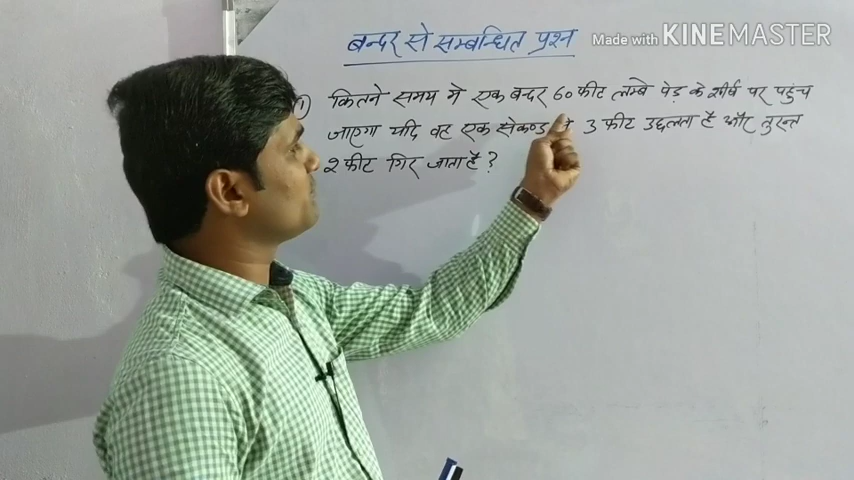 बन्दर से सम्बन्धित प्रश्न
Made with KINEMASTER
1) कितने समय मे एक बन्दर 60 फीट लम्बे पेड़ के शीर्ष पर पहुंच
जाएगा यदि वह एक सेकण्ड मे 3 फीट उछलता है और तुरन्त
2 फीट गिर जाता है ?